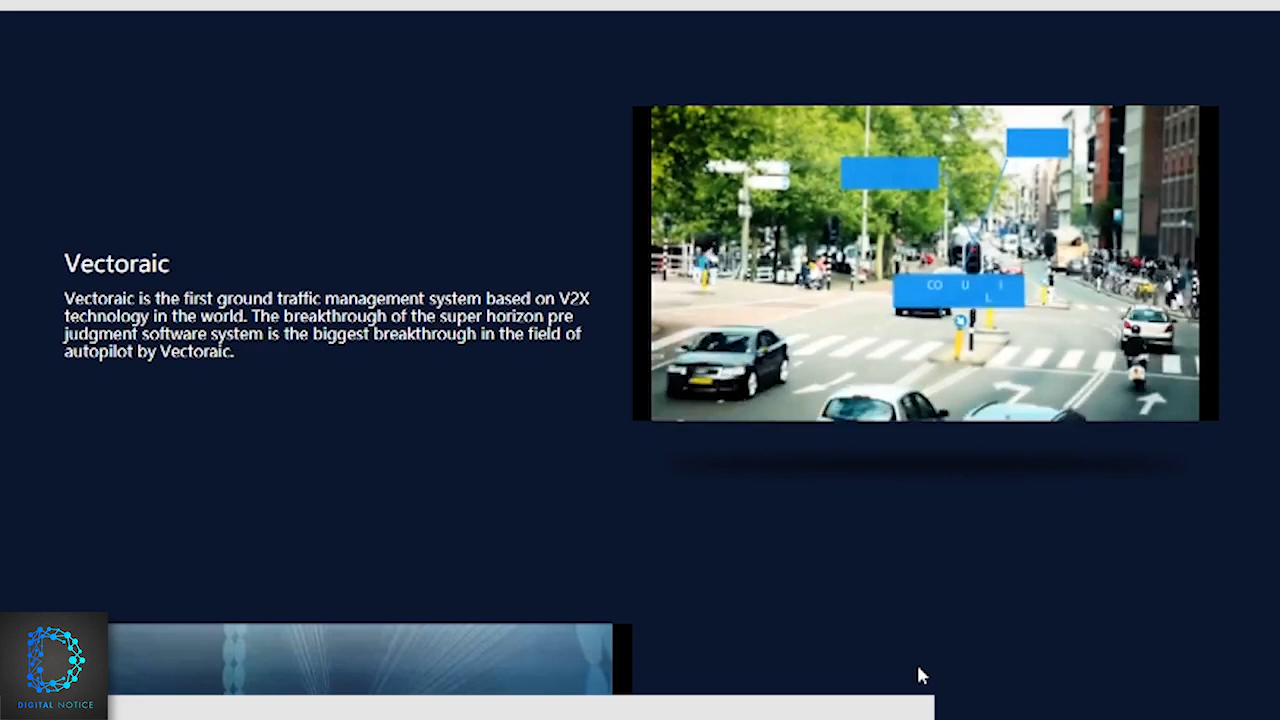 Vectoraic
Vectoraic is the first ground traffic management system based on V2X
technology in the world. The breakthrough of the super horizon pre
judgment software system is the biggest breakthrough in the field of
autopilot by Vectoraic.
CO U I
L
DIGITAL NOTICE